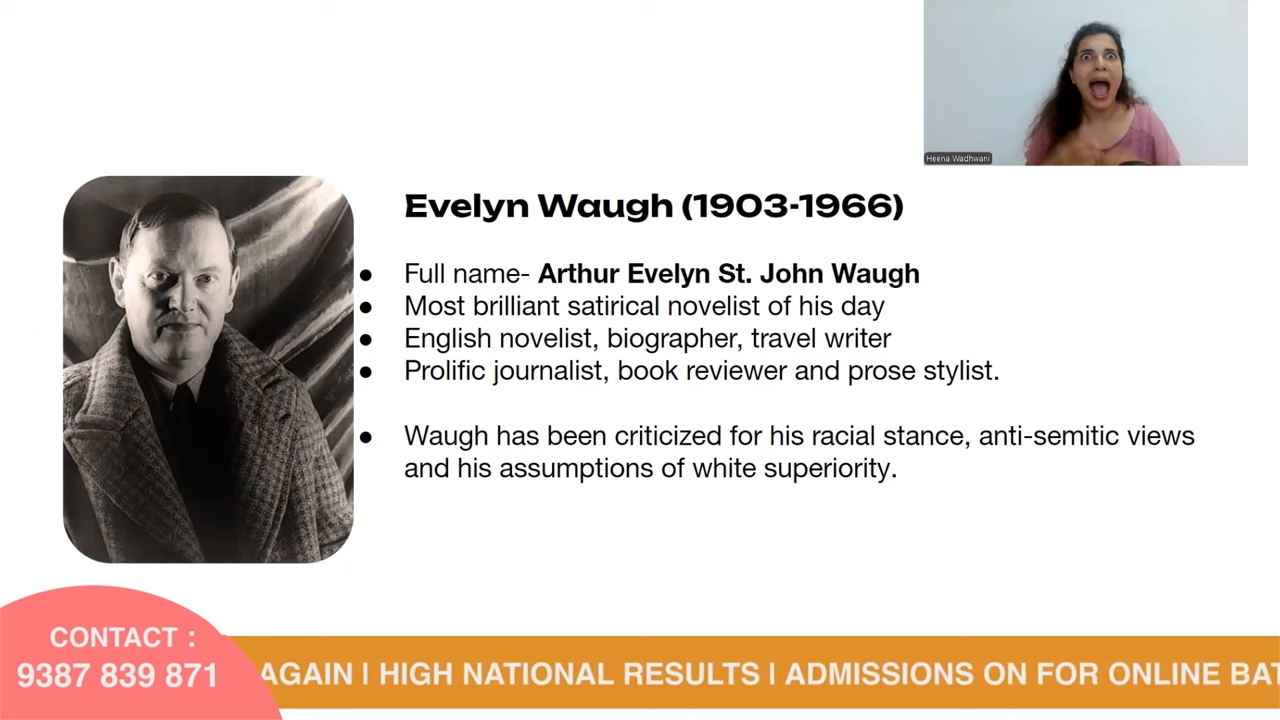 Heena Wadhwani
Evelyn Waugh (1903-1966)
● Full name- Arthur Evelyn St. John Waugh
● Most brilliant satirical novelist of his day
● English novelist, biographer, travel writer
● Prolific journalist, book reviewer and prose stylist.
● Waugh has been criticized for his racial stance, anti-semitic views
and his assumptions of white superiority.
CONTACT :
9387 839 871
AGAIN | HIGH NATIONAL RESULTS | ADMISSIONS ON FOR ONLINE BAT